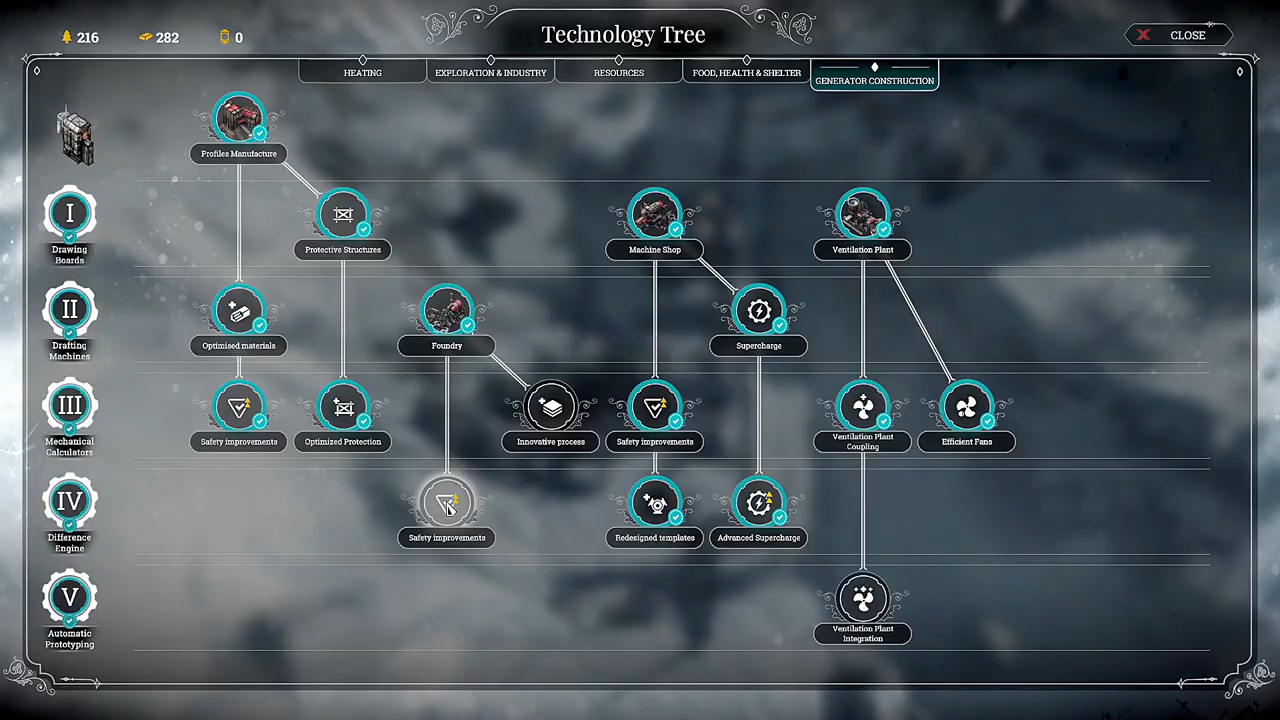 216 282 0
Technology Tree
CLOSE
HEATING EXPLORATION & INDUSTRY RESOURCES FOOD, HEALTH & SHELTER GENERATOR CONSTRUCTION
Profiles Manufacture
I
Drawing
Boards
Protective Structures Machine Shop Ventilation Plant
II
Drafting
Machines
Optimised materials Foundry Supercharge
III
Mechanical
Calculators
Safety improvements Optimized Protection Innovative process Safety improvements Ventilation Plant
Coupling
Efficient Fans
IV
Difference
Engine
Safety improvements Redesigned templates Advanced Supercharge
V
Automatic
Prototyping
Ventilation Plant
Integration